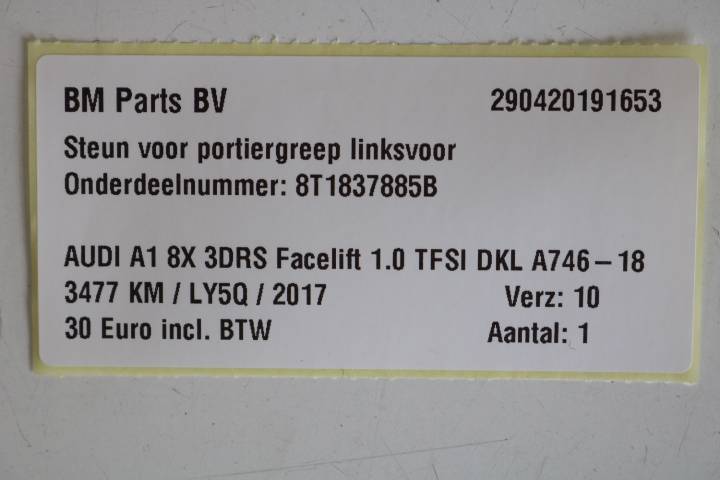 BM Parts BV 290420191653
Steun voor portiergreep linksvoor
Onderdeelnummer: 8T1837885B
AUDI A1 8X 3DRS Facelift 1.0 TFSI DKL A746-18
3477 KM / LY5Q / 2017 Verz: 10
30 Euro incl. BTW Aantal: 1